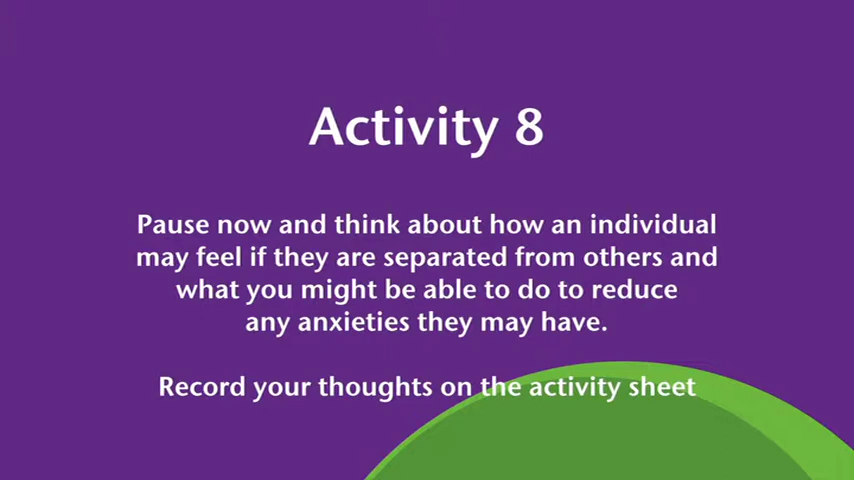 Activity 8
Pause now and think about how an individual
may feel if they are separated from others and
what you might be able to do to reduce
any anxieties they may have.
Record your thoughts on the activity sheet